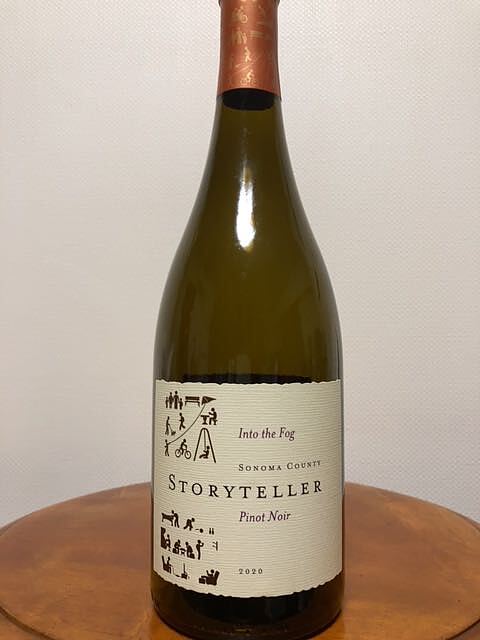 Into the Fog
SONOMA COUNTY
STORYTELLER
Pinot Noir
2020